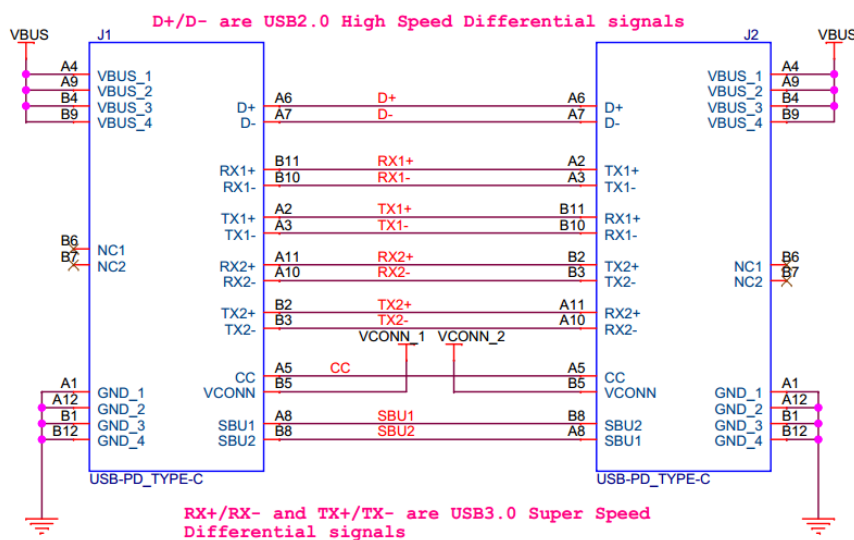 D+/D- are USB2.0 High Speed Differential signals
VBUS J1 J2 VBUS
A4 VBUS_1 A4 VBUS_1
A9 VBUS_2 A9 VBUS_2
B4 VBUS_3 D+ A6 D+ A6 D+ B4 VBUS_3
B9 VBUS_4 D- A7 D- A7 D- B9 VBUS_4
RX1+ B11 RX1+ A2 TX1+
RX1- B10 RX1- A3 TX1-
TX1+ A2 TX1+ B11 RX1+
TX1- A3 TX1- B10 RX1-
B6 NC1 B6 NC1
B7 NC2 RX2+ A11 RX2+ B2 TX2+ B7 NC2
RX2- A10 RX2- B3 TX2-
TX2+ B2 TX2+ A11 RX2+
TX2- B3 TX2- A10 RX2-
VCONN_1 VCONN_2
CC A5 CC A5 CC
A1 GND_1 VCONN B5 B5 VCONN A1 GND_1
A12 GND_2 A12 GND_2
B1 GND_3 SBU1 A8 SBU1 B8 SBU2 B1 GND_3
B12 GND_4 SBU2 B8 SBU2 A8 SBU1 B12 GND_4
USB-PD_TYPE-C USB-PD_TYPE-C
RX+/RX- and TX+/TX- are USB3.0 Super Speed
Differential signals